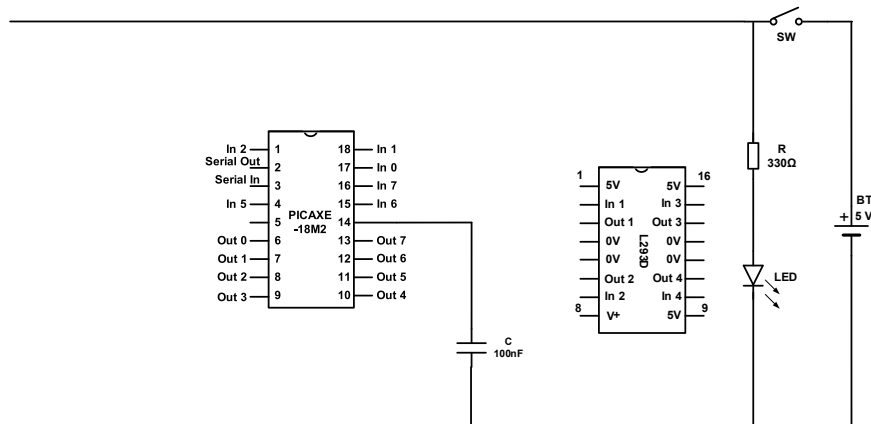 SW
In 2 1 18 In 1
Serial Out 2 17 In 0
Serial In 3 16 In 7
In 5 4 15 In 6
PICAXE
-18M2
5 14
Out 0 6 13 Out 7
Out 1 7 12 Out 6
Out 2 8 11 Out 5
Out 3 9 10 Out 4
C
100nF
1 5V 5V 16
In 1 In 3
Out 1 Out 3
0V 0V
0V 0V
Out 2 Out 4
In 2 In 4
8 V+ 5V 9
L293D
R
330Ω
LED
BT
+ 5 V